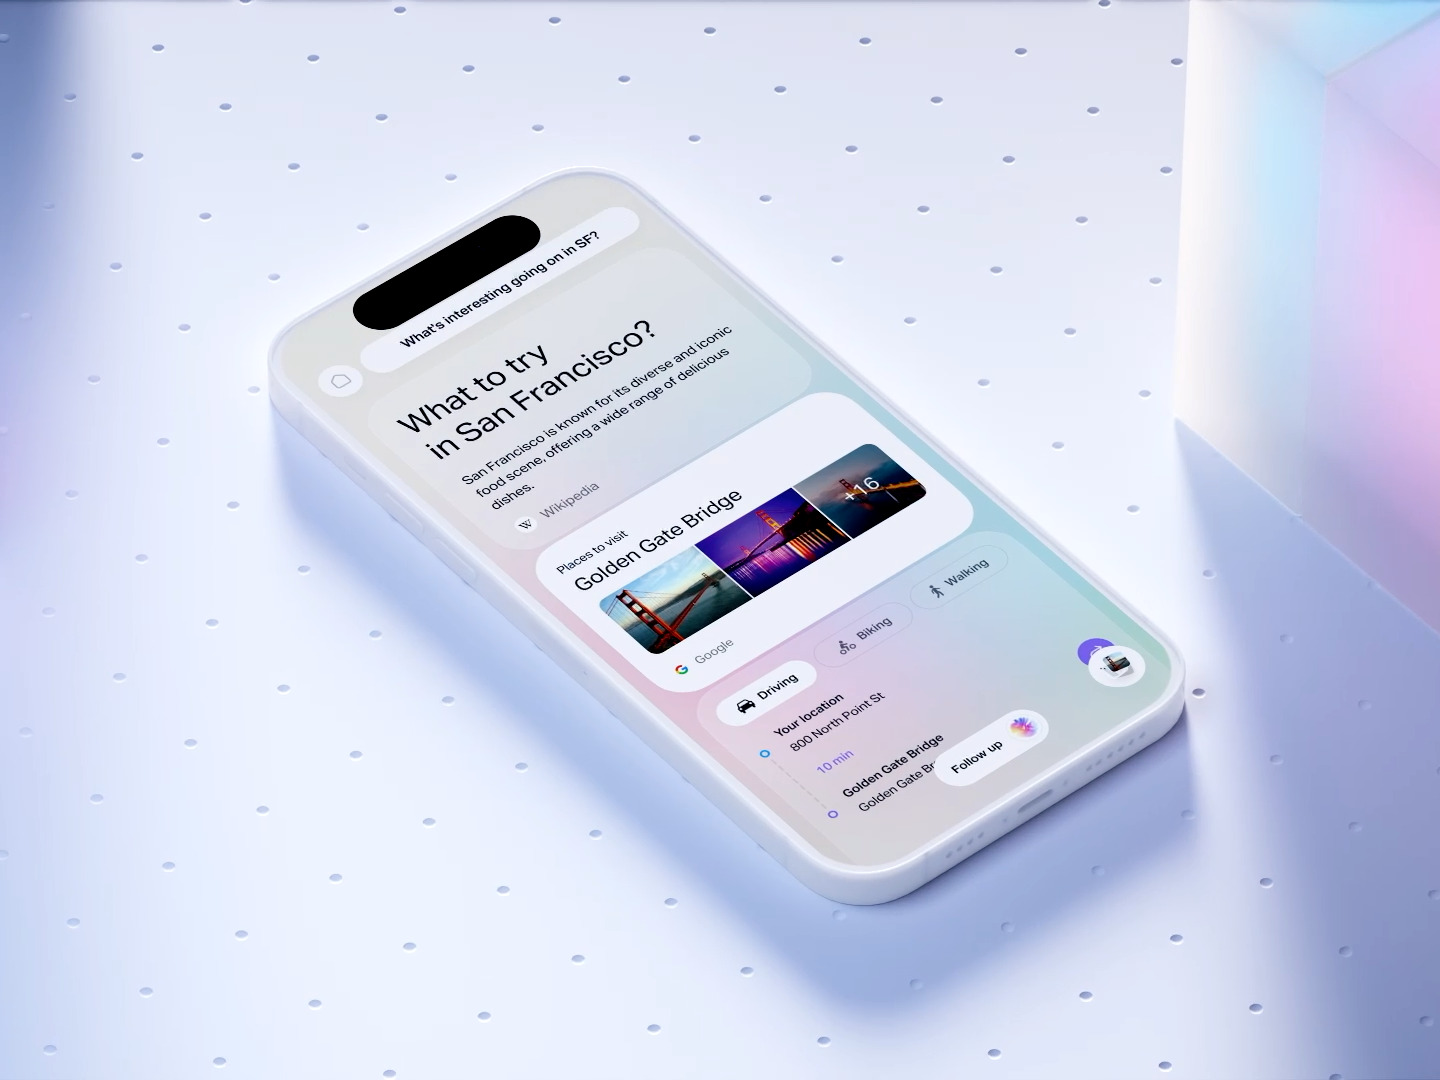 What's interesting going on in SF?
What to try
in San Francisco?
San Francisco is known for its diverse and iconic
food scene, offering a wide range of delicious
dishes.
W Wikipedia
Places to visit
Golden Gate Bridge
+16
G Google
Driving
Biking
Walking
Your location
800 North Point St
10 min
Golden Gate Bridge
Golden Gate Br
Follow up